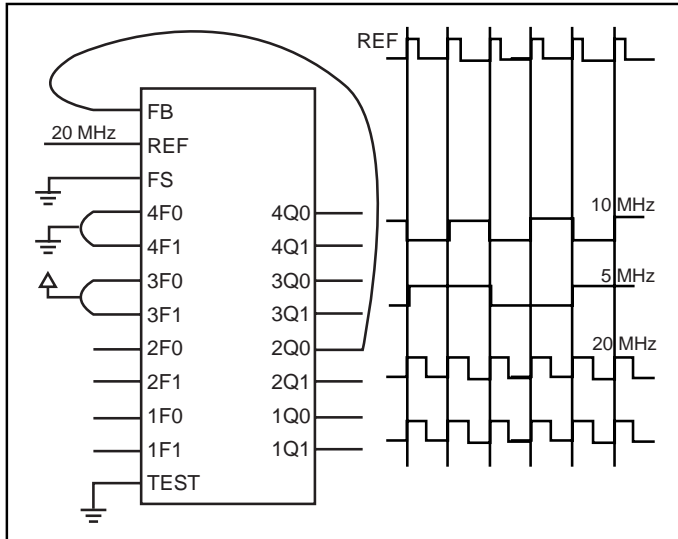 REF
FB
20 MHz
REF
FS
4F0 4Q0
10 MHz
4F1 4Q1
3F0 3Q0
5 MHz
3F1 3Q1
2F0 2Q0
20 MHz
2F1 2Q1
1F0 1Q0
1F1 1Q1
TEST